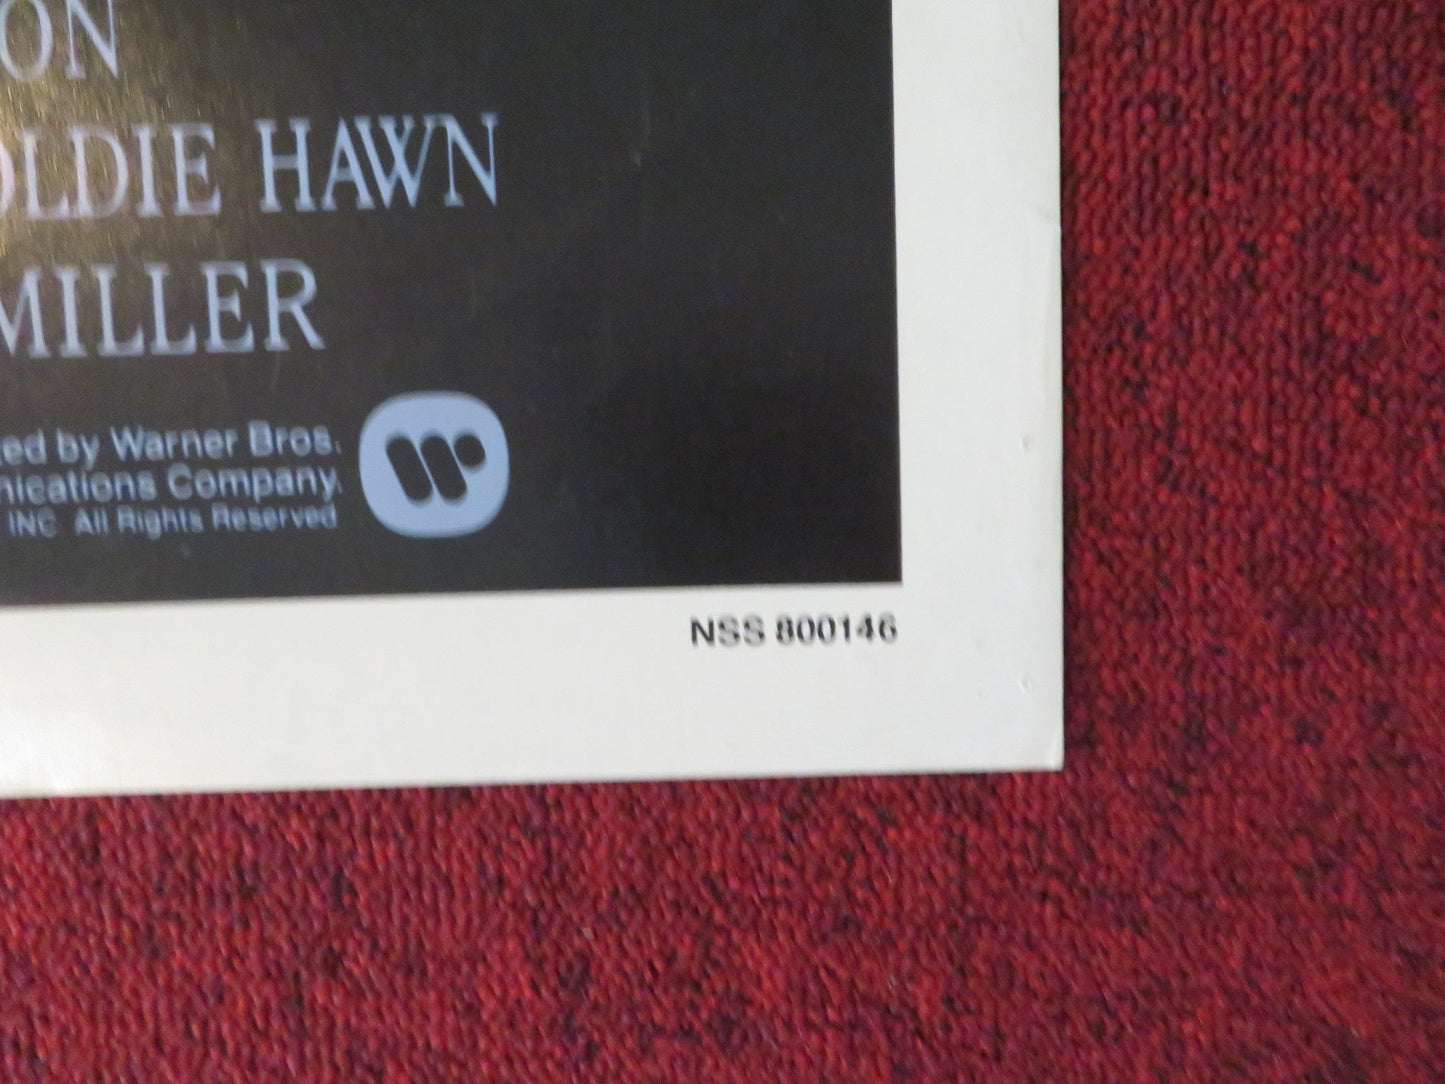 ON
OLDIE HAWN
MILLER
ed by Warner Bros.
nications Company.
INC. All Rights Reserved
NSS 800146